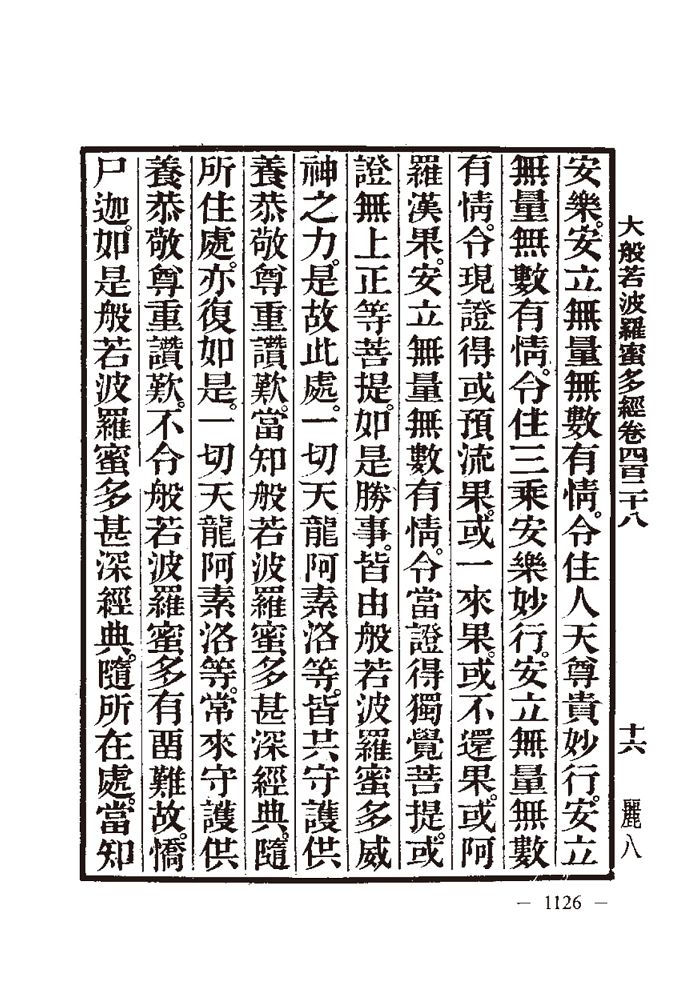 大般若波羅蜜多經卷四百二十八
十六
麗八
安樂。安立無量無數有情。令住人天尊貴妙行。安立
無量無數有情。令住三乘安樂妙行。安立無量無數
有情。令現證得或預流果。或一來果。或不還果。或阿
羅漢果。安立無量無數有情。令當證得獨覺菩提。或
證無上正等菩提。如是勝事。皆由般若波羅蜜多威
神之力。是故此處。一切天龍阿素洛等。皆共守護供
養恭敬尊重讚歎。當知般若波羅蜜多甚深經典。隨
所住處。亦復如是。一切天龍阿素洛等。常來守護供
養恭敬尊重讚歎。不令般若波羅蜜多有留難故。憍
尸迦。如是般若波羅蜜多甚深經典。隨所在處。當知
— 1126 —